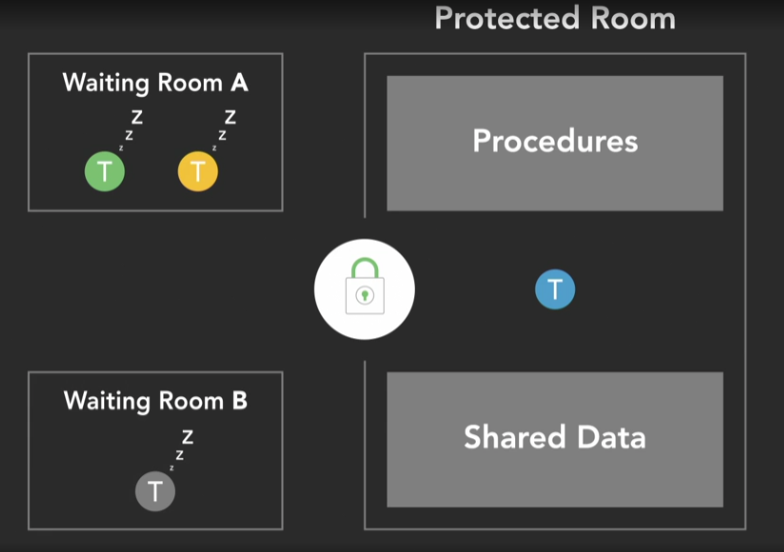 Protected Room
Waiting Room A
Z
Z
Z
z
z
z
z
T
T
Procedures
T
Waiting Room B
Z
Z
z
T
Shared Data